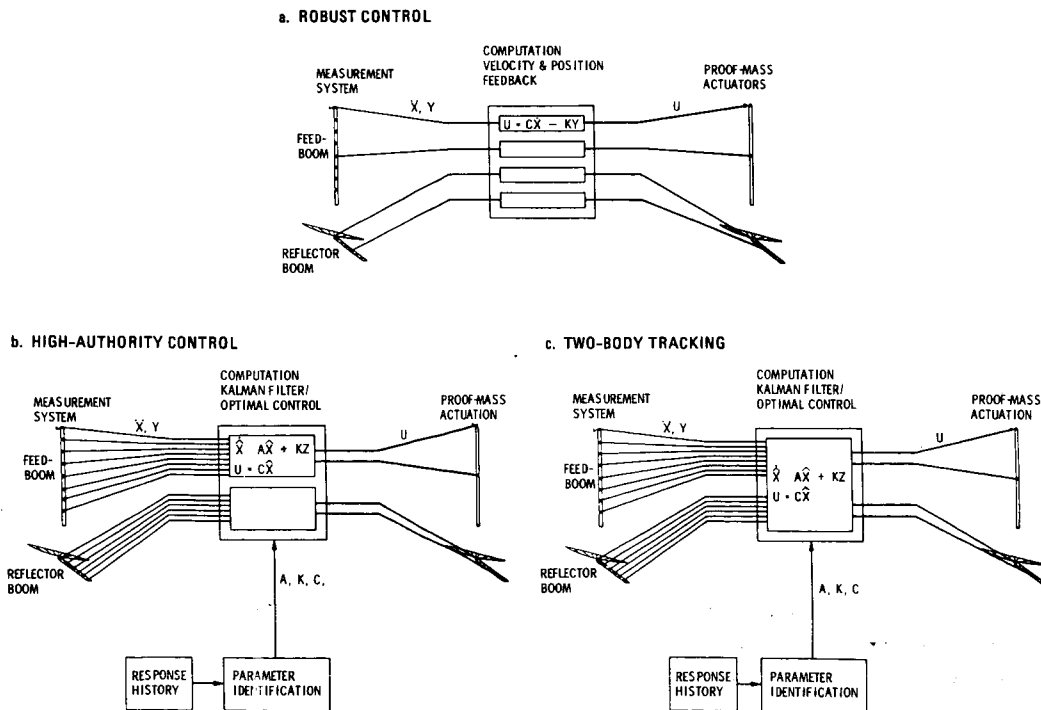 a. ROBUST CONTROL
COMPUTATION
VELOCITY & POSITION
FEEDBACK
MEASUREMENT
SYSTEM
PROOF-MASS
ACTUATORS
Ẍ, Y
U
U = CẊ - KY
FEED-
BOOM
REFLECTOR
BOOM
b. HIGH-AUTHORITY CONTROL
COMPUTATION
KALMAN FILTER/
OPTIMAL CONTROL
MEASUREMENT
SYSTEM
PROOF-MASS
ACTUATION
Ẍ, Y
U
FEED-
BOOM
X̂̇ AX̂ + KZ
U = CX̂
REFLECTOR
BOOM
A, K, C,
RESPONSE
HISTORY
PARAMETER
IDENTIFICATION
c. TWO-BODY TRACKING
COMPUTATION
KALMAN FILTER/
OPTIMAL CONTROL
MEASUREMENT
SYSTEM
PROOF-MASS
ACTUATION
Ẍ, Y
U
FEED-
BOOM
X̂̇ AX̂ + KZ
U = CX̂
REFLECTOR
BOOM
A, K, C
RESPONSE
HISTORY
PARAMETER
IDENTIFICATION